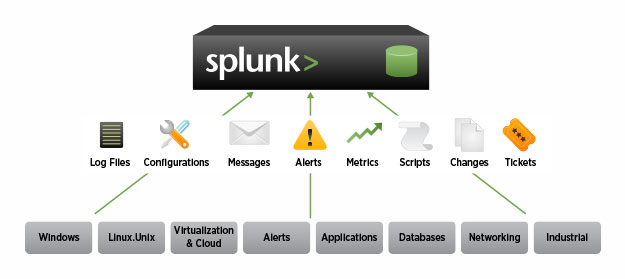 splunk>
Log Files Configurations Messages Alerts Metrics Scripts Changes Tickets
Windows Linux.Unix Virtualization & Cloud Alerts Applications Databases Networking Industrial